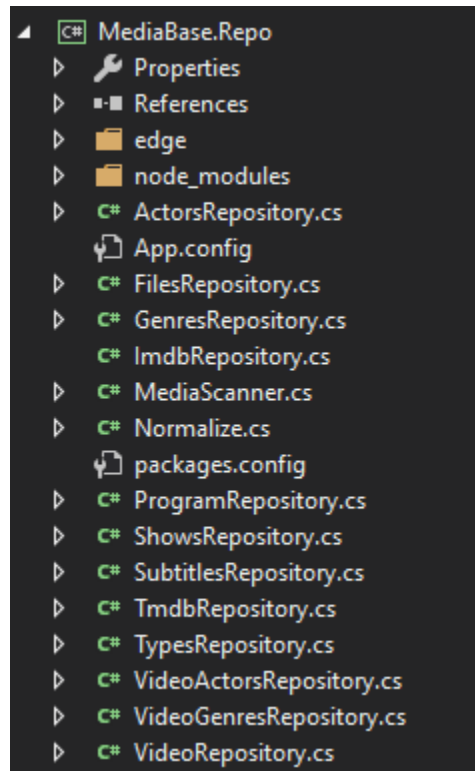 C# MediaBase.Repo
Properties
References
edge
node_modules
C# ActorsRepository.cs
App.config
C# FilesRepository.cs
C# GenresRepository.cs
C# ImdbRepository.cs
C# MediaScanner.cs
C# Normalize.cs
packages.config
C# ProgramRepository.cs
C# ShowsRepository.cs
C# SubtitlesRepository.cs
C# TmdbRepository.cs
C# TypesRepository.cs
C# VideoActorsRepository.cs
C# VideoGenresRepository.cs
C# VideoRepository.cs